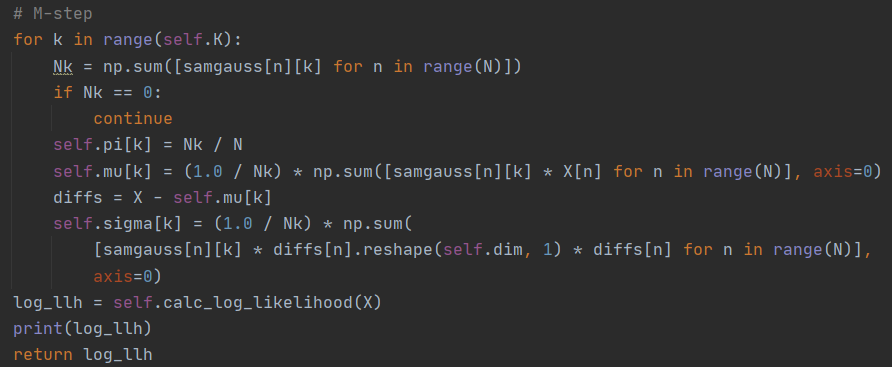 # M-step
for k in range(self.K):
    Nk = np.sum([samgauss[n][k] for n in range(N)])
    if Nk == 0:
        continue
    self.pi[k] = Nk / N
    self.mu[k] = (1.0 / Nk) * np.sum([samgauss[n][k] * X[n] for n in range(N)], axis=0)
    diffs = X - self.mu[k]
    self.sigma[k] = (1.0 / Nk) * np.sum(
        [samgauss[n][k] * diffs[n].reshape(self.dim, 1) * diffs[n] for n in range(N)],
        axis=0)
log_llh = self.calc_log_likelihood(X)
print(log_llh)
return log_llh